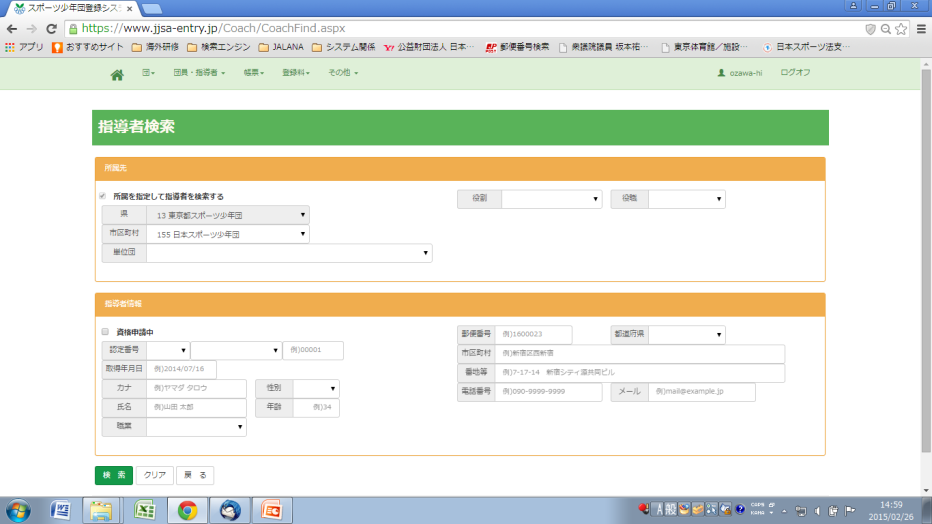 スポーツ少年団登録シス
https://www.jjsa-entry.jp/Coach/CoachFind.aspx
アプリ おすすめサイト 海外研修 検索エンジン JALANA システム関係 公益財団法人 日本… 郵便番号検索 衆議院議員 坂本祐… 東京体育館／施設… 日本スポーツ法支…
団 団員・指導者 帳票 登録料 その他 ozawa-hi ログオフ
指導者検索
所属先
所属を指定して指導者を検索する 役割 役職
県 13 東京都スポーツ少年団
市区町村 155 日本スポーツ少年団
単位団
指導者情報
資格申請中 郵便番号 例)1600023 都道府県
認定番号 例)00001 市区町村 例)新宿区西新宿
取得年月日 例)2014/07/16 番地等 例)7-17-14 新宿シティ源共同ビル
カナ 例)ヤマダ タロウ 性別 電話番号 例)090-9999-9999 メール 例)mail@example.jp
氏名 例)山田 太郎 年齢 例)34
職業
検 索 クリア 戻 る
A 般 CAPS KANA 14:59
2015/02/26